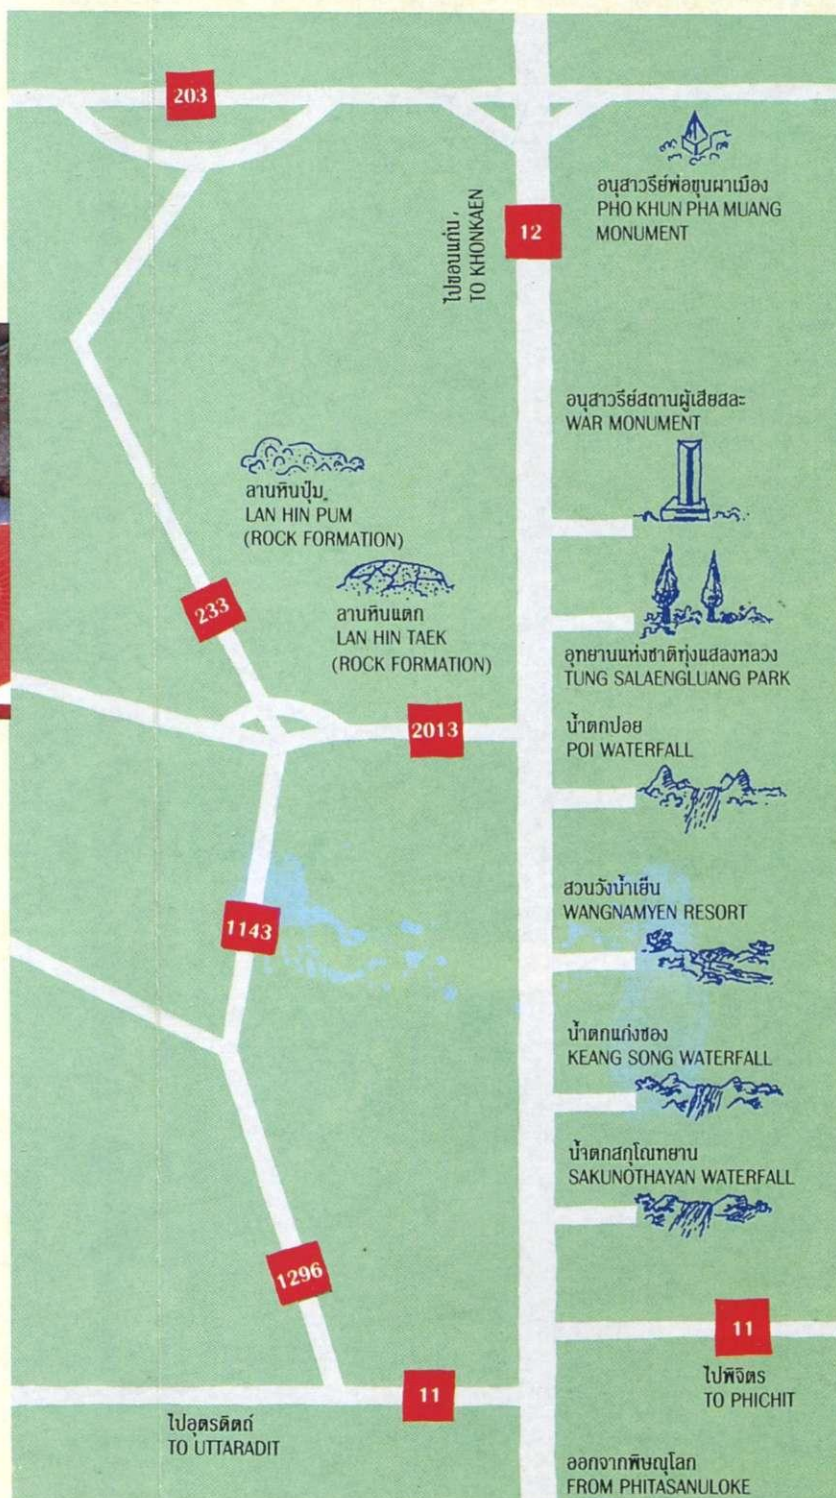 203
อนุสาวรีย์พ่อขุนผาเมือง
PHO KHUN PHA MUANG
MONUMENT
12
ไปขอนแก่น,
TO KHONKAEN
อนุสาวรีย์สถานผู้เสียสละ
WAR MONUMENT
ลานหินปุ่ม
LAN HIN PUM
(ROCK FORMATION)
ลานหินแตก
LAN HIN TAEK
(ROCK FORMATION)
233
อุทยานแห่งชาติทุ่งแสลงหลวง
TUNG SALAENGLUANG PARK
2013
น้ำตกปอย
POI WATERFALL
สวนวังน้ำเย็น
WANGNAMYEN RESORT
1143
น้ำตกแก่งซอง
KEANG SONG WATERFALL
น้ำตกสกุโณทยาน
SAKUNOTHAYAN WATERFALL
1296
11
ไปพิจิตร
TO PHICHIT
11
ไปอุตรดิตถ์
TO UTTARADIT
ออกจากพิษณุโลก
FROM PHITASANULOKE